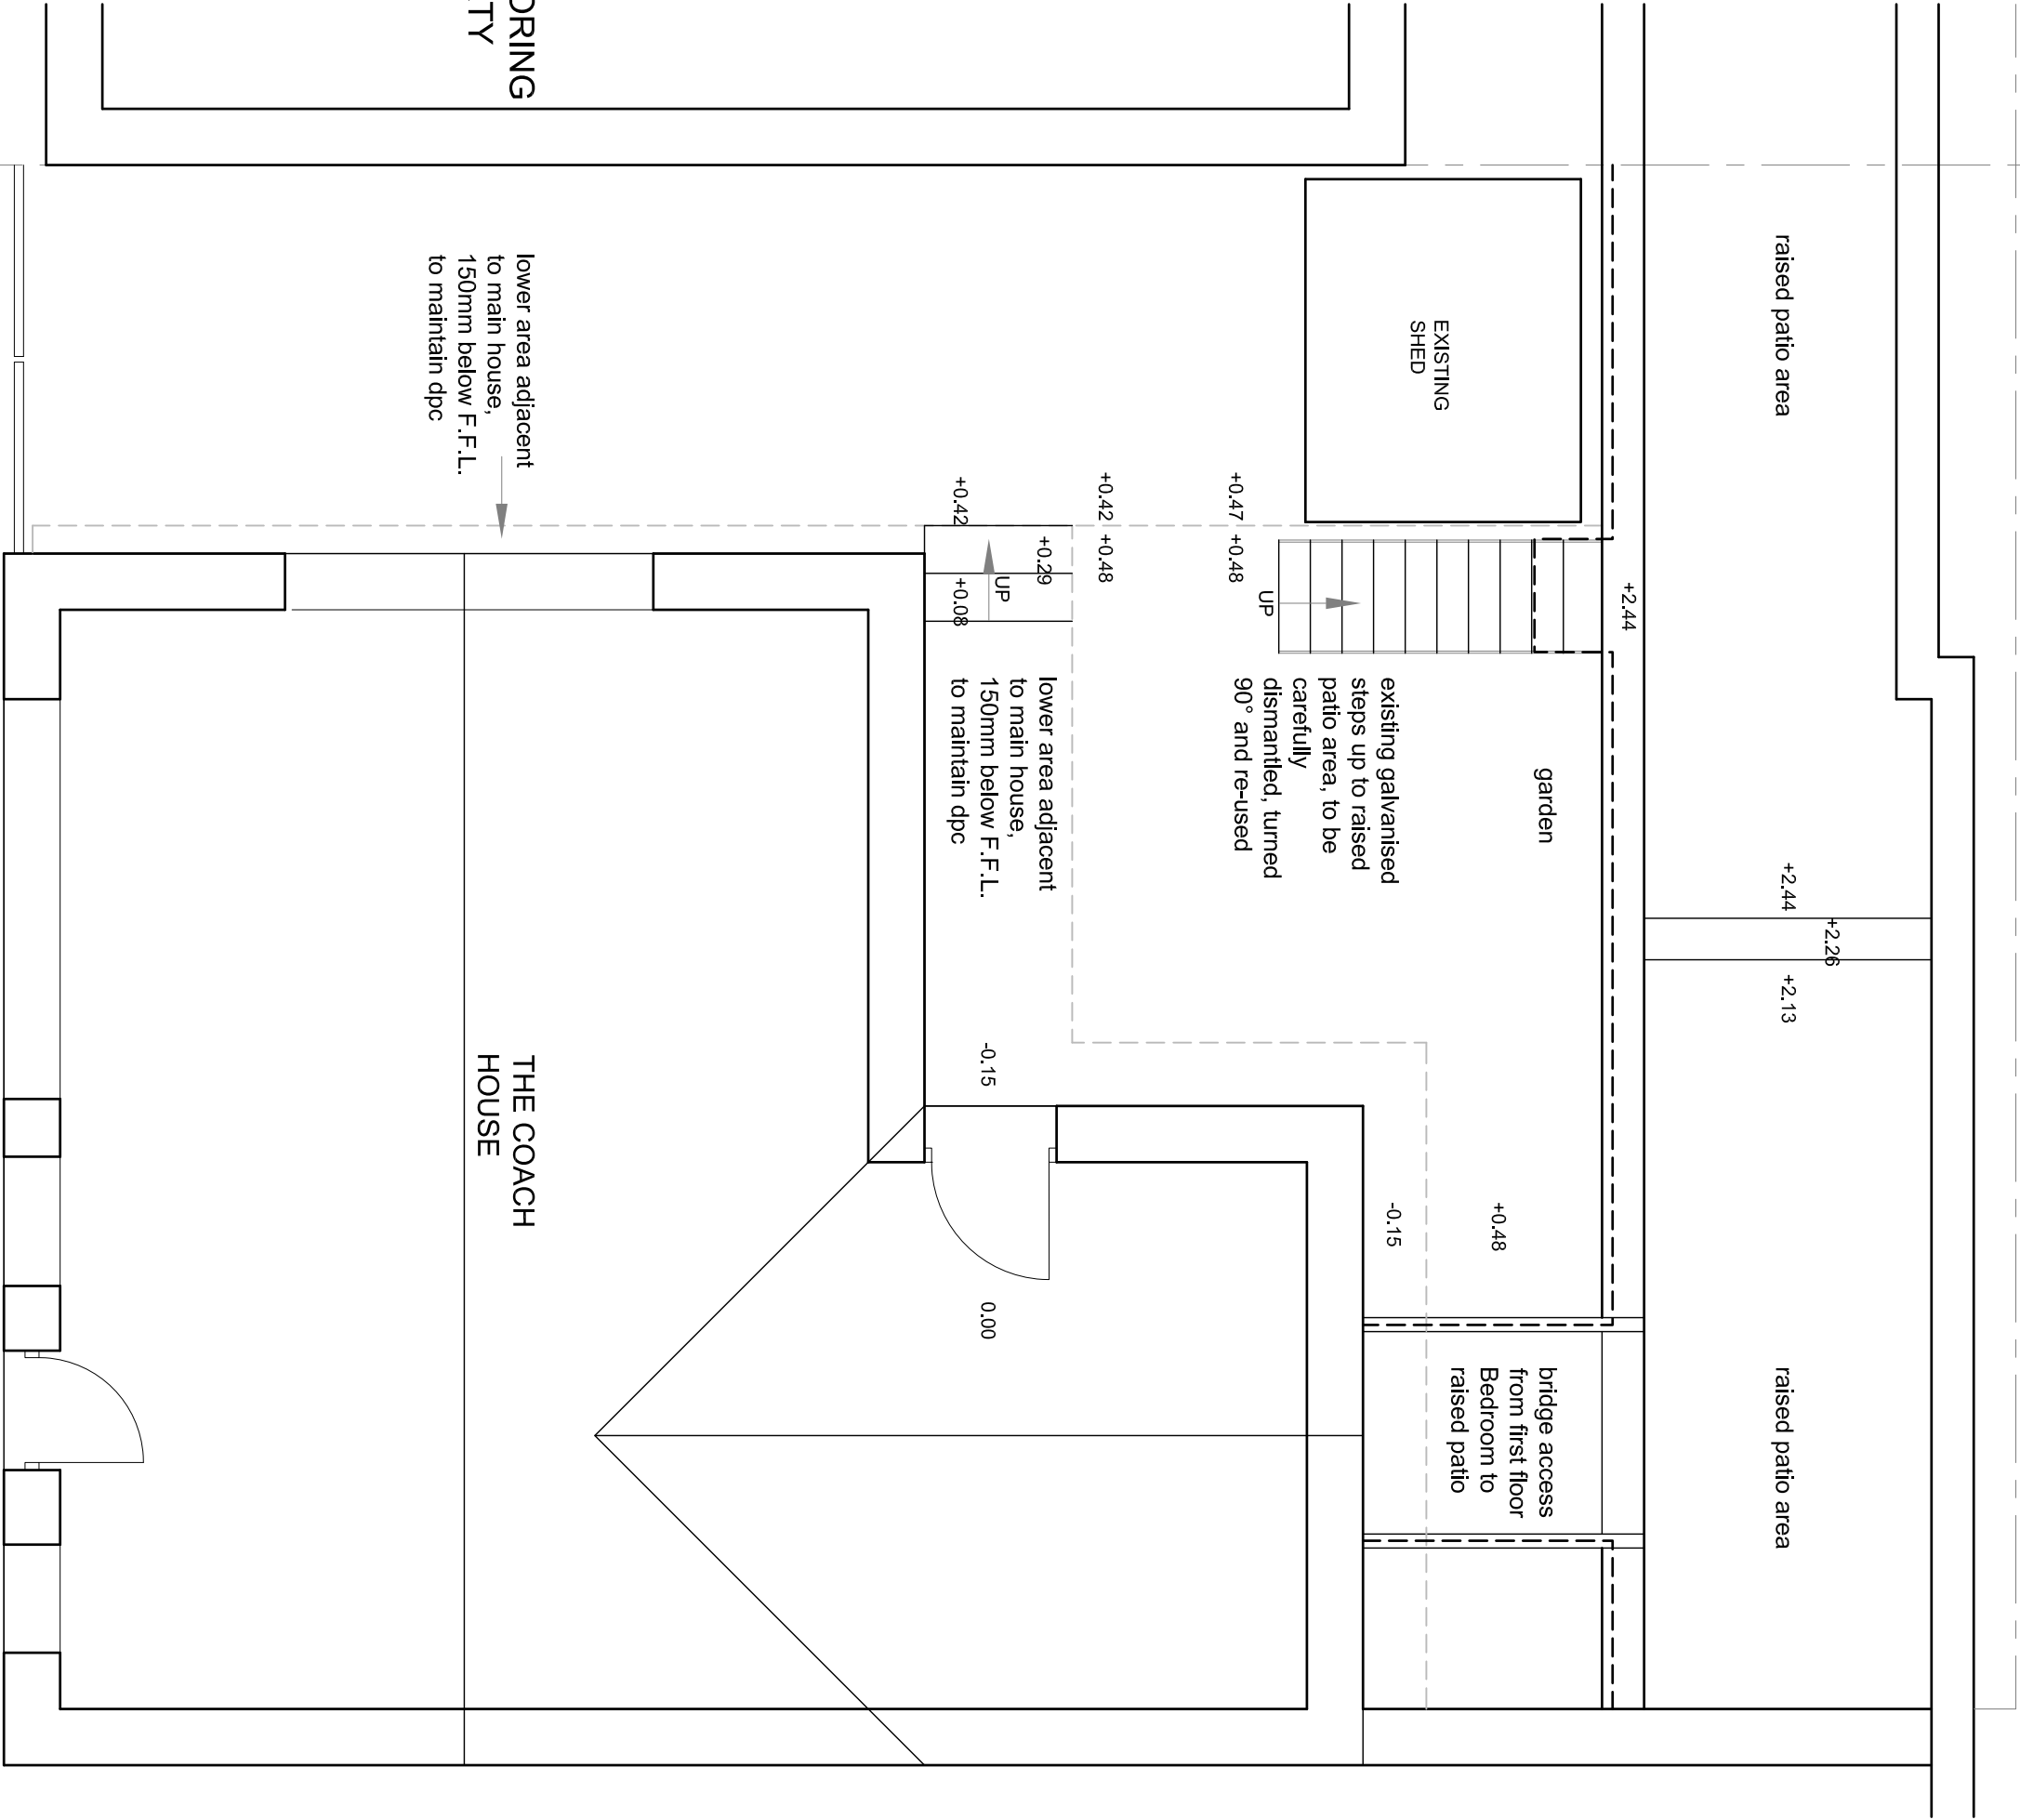 +2.26
+2.44
+2.13
raised patio area
raised patio area
+2.44
garden
bridge access
from first floor
Bedroom to
raised patio
+0.48
EXISTING
SHED
-0.15
existing galvanised
steps up to raised
patio area, to be
carefully
dismantled, turned
90° and re-used
UP
+0.47
+0.48
+0.42
+0.48
+0.29
UP
+0.42
+0.08
lower area adjacent
to main house,
150mm below F.F.L.
to maintain dpc
-0.15
0.00
ORING
TY
lower area adjacent
to main house,
150mm below F.F.L.
to maintain dpc
THE COACH
HOUSE